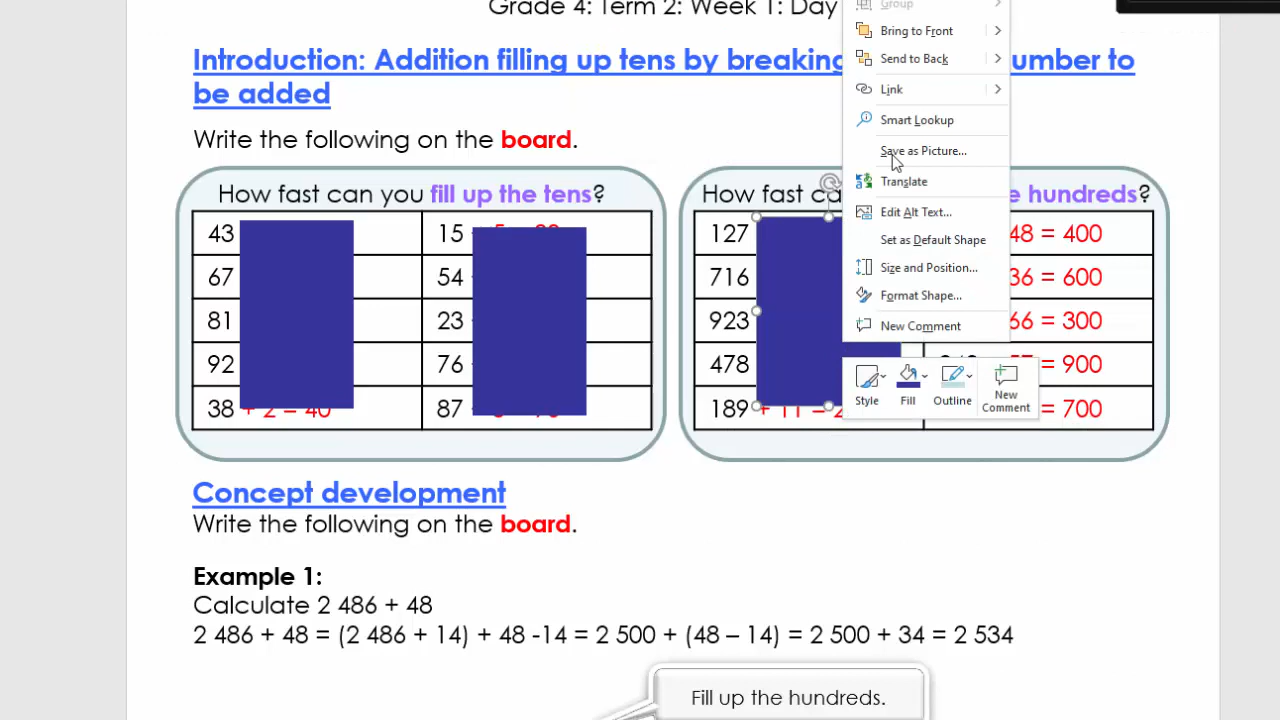 Grade 4: Term 2: Week 1: Day
Group
Bring to Front
Send to Back
Link
Smart Lookup
Save as Picture...
Translate
Edit Alt Text...
Set as Default Shape
Size and Position...
Format Shape...
New Comment
Style Fill Outline New Comment
Introduction: Addition filling up tens by breaking umber to
be added
Write the following on the board.
How fast can you fill up the tens?
43 15
67 54
81 23
92 76
38 + 2 = 40 87
How fast hundreds?
127 48 = 400
716 36 = 600
923 66 = 300
478 = 900
189 + 11 = = 700
Concept development
Write the following on the board.
Example 1:
Calculate 2 486 + 48
2 486 + 48 = (2 486 + 14) + 48 -14 = 2 500 + (48 – 14) = 2 500 + 34 = 2 534
Fill up the hundreds.